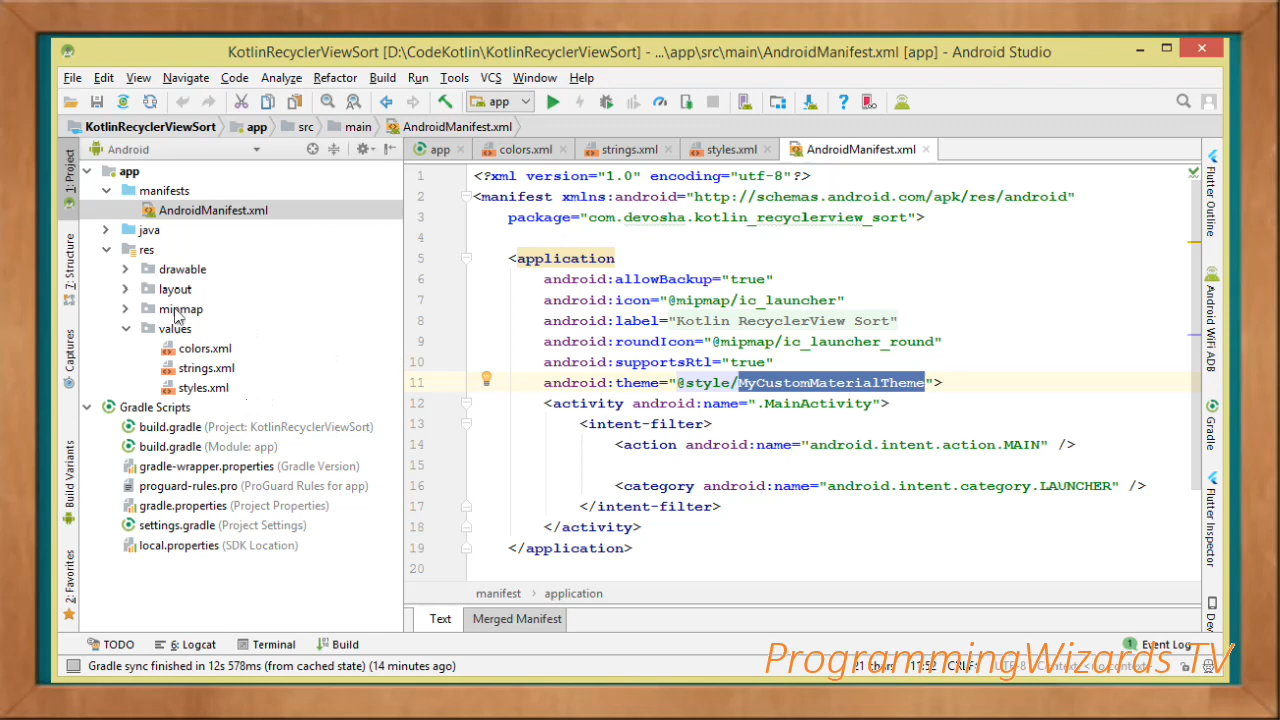 KotlinRecyclerViewSort [D:\CodeKotlin\KotlinRecyclerViewSort] - ...\app\src\main\AndroidManifest.xml [app] - Android Studio
File Edit View Navigate Code Analyze Refactor Build Run Tools VCS Window Help
app
KotlinRecyclerViewSort app src main AndroidManifest.xml
Android
app colors.xml strings.xml styles.xml AndroidManifest.xml
1: Project
7: Structure
Captures
Build Variants
2: Favorites
app
manifests
AndroidManifest.xml
java
res
drawable
layout
mipmap
values
colors.xml
strings.xml
styles.xml
Gradle Scripts
build.gradle (Project: KotlinRecyclerViewSort)
build.gradle (Module: app)
gradle-wrapper.properties (Gradle Version)
proguard-rules.pro (ProGuard Rules for app)
gradle.properties (Project Properties)
settings.gradle (Project Settings)
local.properties (SDK Location)
1 <?xml version="1.0" encoding="utf-8"?>
2 <manifest xmlns:android="http://schemas.android.com/apk/res/android"
3 package="com.devosha.kotlin_recyclerview_sort">
4
5 <application
6 android:allowBackup="true"
7 android:icon="@mipmap/ic_launcher"
8 android:label="Kotlin RecyclerView Sort"
9 android:roundIcon="@mipmap/ic_launcher_round"
10 android:supportsRtl="true"
11 android:theme="@style/MyCustomMaterialTheme">
12 <activity android:name=".MainActivity">
13 <intent-filter>
14 <action android:name="android.intent.action.MAIN" />
15
16 <category android:name="android.intent.category.LAUNCHER" />
17 </intent-filter>
18 </activity>
19 </application>
20
manifest application
Text Merged Manifest
Flutter Outline
Android WiFi ADB
Gradle
Flutter Inspector
TODO 6: Logcat Terminal Build 1 Event Log
Gradle sync finished in 12s 578ms (from cached state) (14 minutes ago)
ProgrammingWizards TV